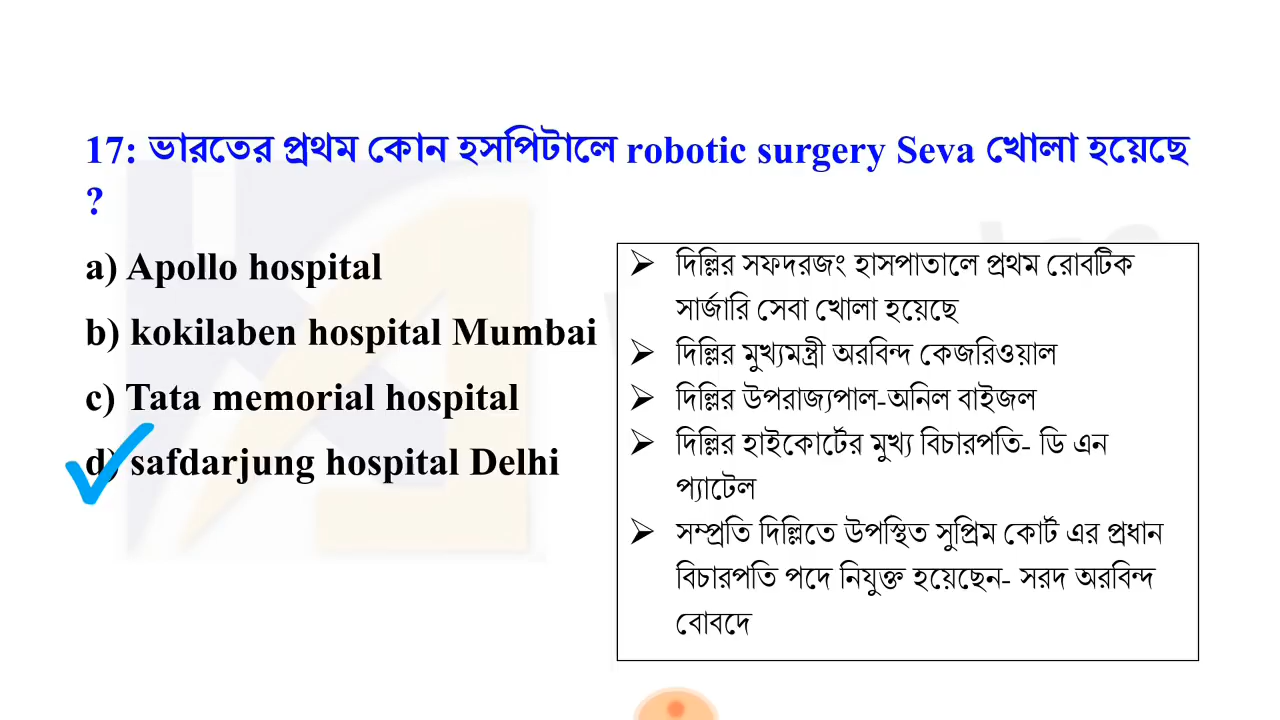 17: ভারতের প্রথম কোন হসপিটালে robotic surgery Seva খোলা হয়েছে
?
a) Apollo hospital
b) kokilaben hospital Mumbai
c) Tata memorial hospital
d) safdarjung hospital Delhi
➢ দিল্লির সফদরজং হাসপাতালে প্রথম রোবটিক
সার্জারি সেবা খোলা হয়েছে
➢ দিল্লির মুখ্যমন্ত্রী অরবিন্দ কেজরিওয়াল
➢ দিল্লির উপরাজ্যপাল-অনিল বাইজল
➢ দিল্লির হাইকোর্টের মুখ্য বিচারপতি- ডি এন
প্যাটেল
➢ সম্প্রতি দিল্লিতে উপস্থিত সুপ্রিম কোর্ট এর প্রধান
বিচারপতি পদে নিযুক্ত হয়েছেন- সরদ অরবিন্দ
বোবদে